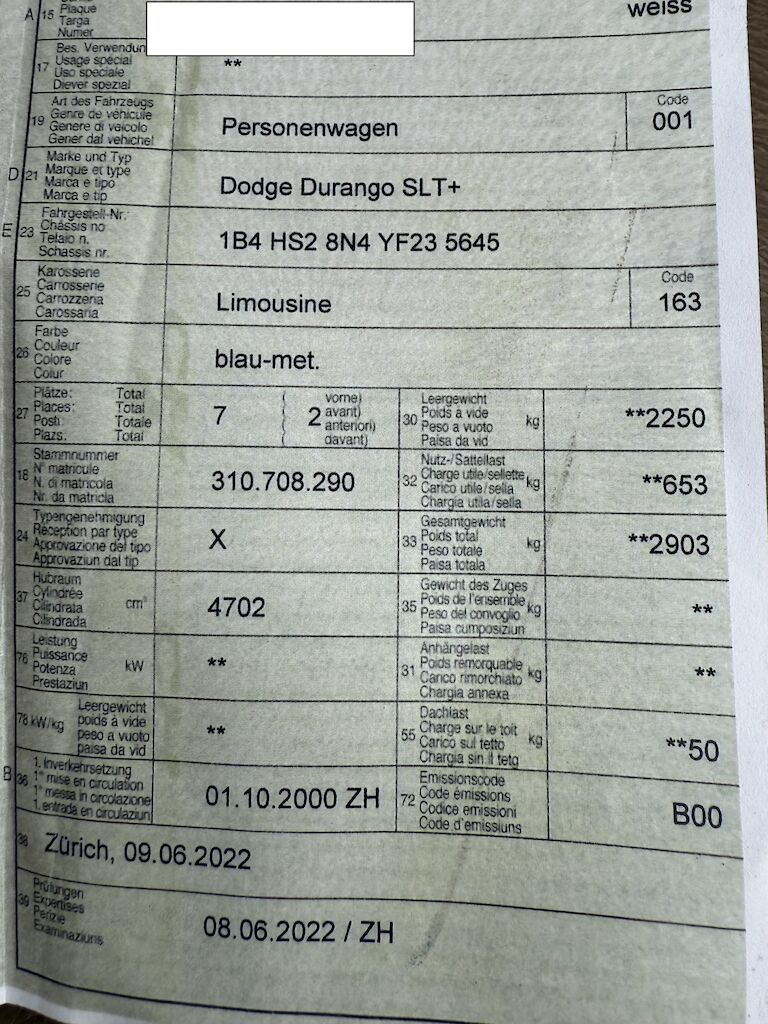 A 15 Plaque weiss
Targa
Numer
17 Bes. Verwendun
Usage special **
Uso speciale
Diever spezial
19 Art des Fahrzeugs Code
Genre de véhicule Personenwagen 001
Genere di veicolo
Gener dal vehichel
D 21 Marke und Typ
Marque et type Dodge Durango SLT+
Marca e tipo
Marca e tip
E 23 Fahrgestell-Nr.
Châssis no 1B4 HS2 8N4 YF23 5645
Telaio n.
Schassis nr.
25 Karosserie Code
Carrosserie Limousine 163
Carrozzeria
Carossaria
26 Farbe
Couleur blau-met.
Colore
Colur
27 Plätze: Total 7 ( 2 vorne)
Places: Total avant)
Posti: Totale anteriori)
Plazs: Total davant)
30 Leergewicht kg **2250
Poids à vide
Peso a vuoto
Paisa da vid
18 Stammnummer
N° matricule 310.708.290
N. di matricola
Nr. da matricla
32 Nutz-/Sattellast kg **653
Charge utile/sellette
Carico utile/sella
Chargia utila/sella
24 Typengenehmigung
Réception par type X
Approvazione del tipo
Approvaziun dal tip
33 Gesamtgewicht kg **2903
Poids total
Peso totale
Paisa totala
37 Hubraum cm³ 4702
Cylindrée
Cilindrata
Cilindrada
35 Gewicht des Zuges kg **
Poids de l'ensemble
Peso del convoglio
Paisa cumposiziun
76 Leistung kW **
Puissance
Potenza
Prestaziun
31 Anhängelast kg **
Poids remorquable
Carico rimorchiato
Chargia annexa
78 kW/kg Leergewicht **
poids à vide
peso a vuoto
paisa da vid
55 Dachlast kg **50
Charge sur le toit
Carico sul tetto
Chargia sin il tetg
B 36 1. Inverkehrsetzung 01.10.2000 ZH
1re mise en circulation
1a messa in circolazione
1. entrada en circulaziun
72 Emissionscode B00
Code émissions
Codice emissioni
Code d'emissiuns
38 Zürich, 09.06.2022
39 Prüfungen
Expertises 08.06.2022 / ZH
Perizie
Examinaziuns